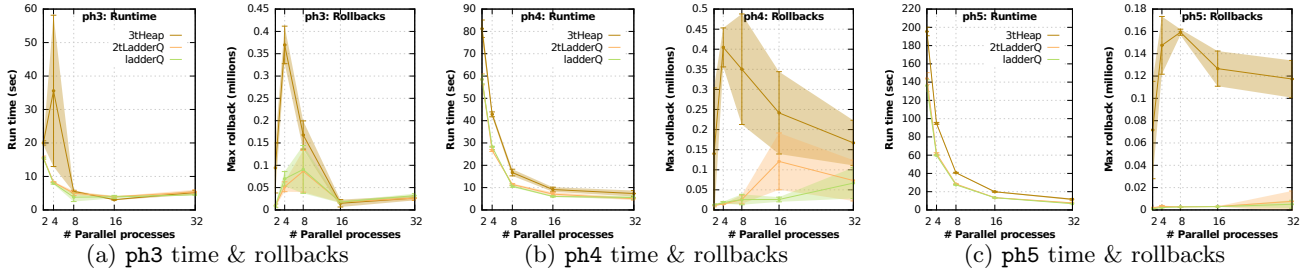 ph3: Runtime
3tHeap
2tLadderQ
ladderQ
Run time (sec)
60
50
40
30
20
10
0
2 4 8 16 32
ph3: Rollbacks
3tHeap
2tLadderQ
ladderQ
Max rollback (millions)
0.45
0.4
0.35
0.3
0.25
0.2
0.15
0.1
0.05
0
2 4 8 16 32
# Parallel processes
(a) ph3 time & rollbacks
ph4: Runtime
3tHeap
2tLadderQ
ladderQ
Run time (sec)
90
80
70
60
50
40
30
20
10
0
2 4 8 16 32
ph4: Rollbacks
Max rollback (millions)
0.5
0.45
0.4
0.35
0.3
0.25
0.2
0.15
0.1
0.05
0
2 4 8 16 32
# Parallel processes
(b) ph4 time & rollbacks
ph5: Runtime
3tHeap
2tLadderQ
ladderQ
Run time (sec)
220
200
180
160
140
120
100
80
60
40
20
0
2 4 8 16 32
ph5: Rollbacks
Max rollback (millions)
0.18
0.16
0.14
0.12
0.1
0.08
0.06
0.04
0.02
0
2 4 8 16 32
# Parallel processes
(c) ph5 time & rollbacks